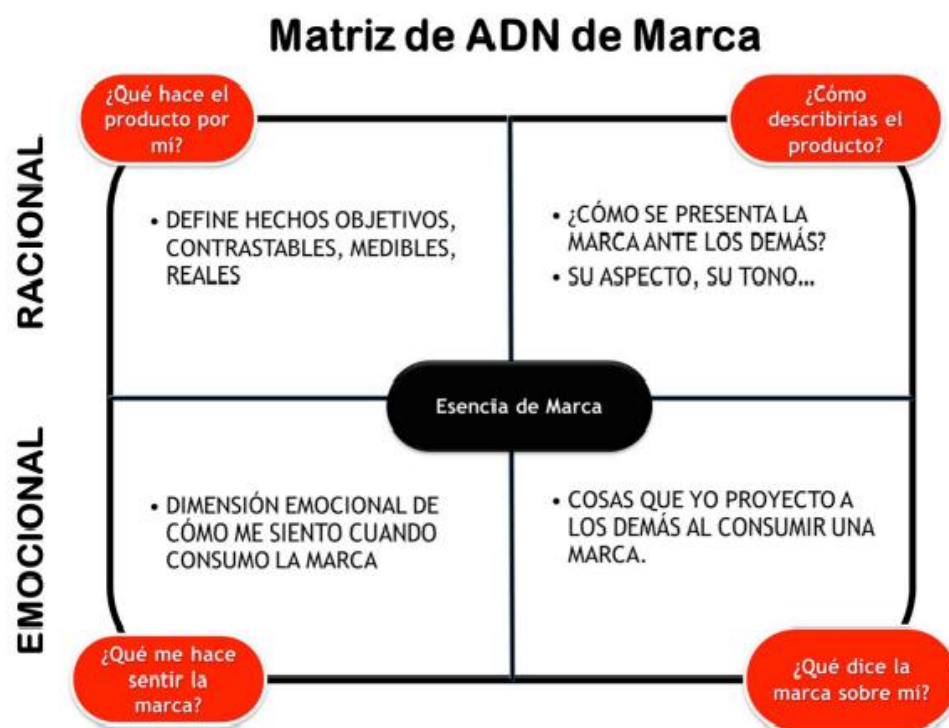 Matriz de ADN de Marca
RACIONAL
¿Qué hace el
producto por
mí?
¿Cómo
describirias el
producto?
• DEFINE HECHOS OBJETIVOS,
CONTRASTABLES, MEDIBLES,
REALES
• ¿CÓMO SE PRESENTA LA
MARCA ANTE LOS DEMÁS?
• SU ASPECTO, SU TONO...
Esencia de Marca
EMOCIONAL
• DIMENSIÓN EMOCIONAL DE
CÓMO ME SIENTO CUANDO
CONSUMO LA MARCA
• COSAS QUE YO PROYECTO A
LOS DEMÁS AL CONSUMIR UNA
MARCA.
¿Qué me hace
sentir la
marca?
¿Qué dice la
marca sobre mí?